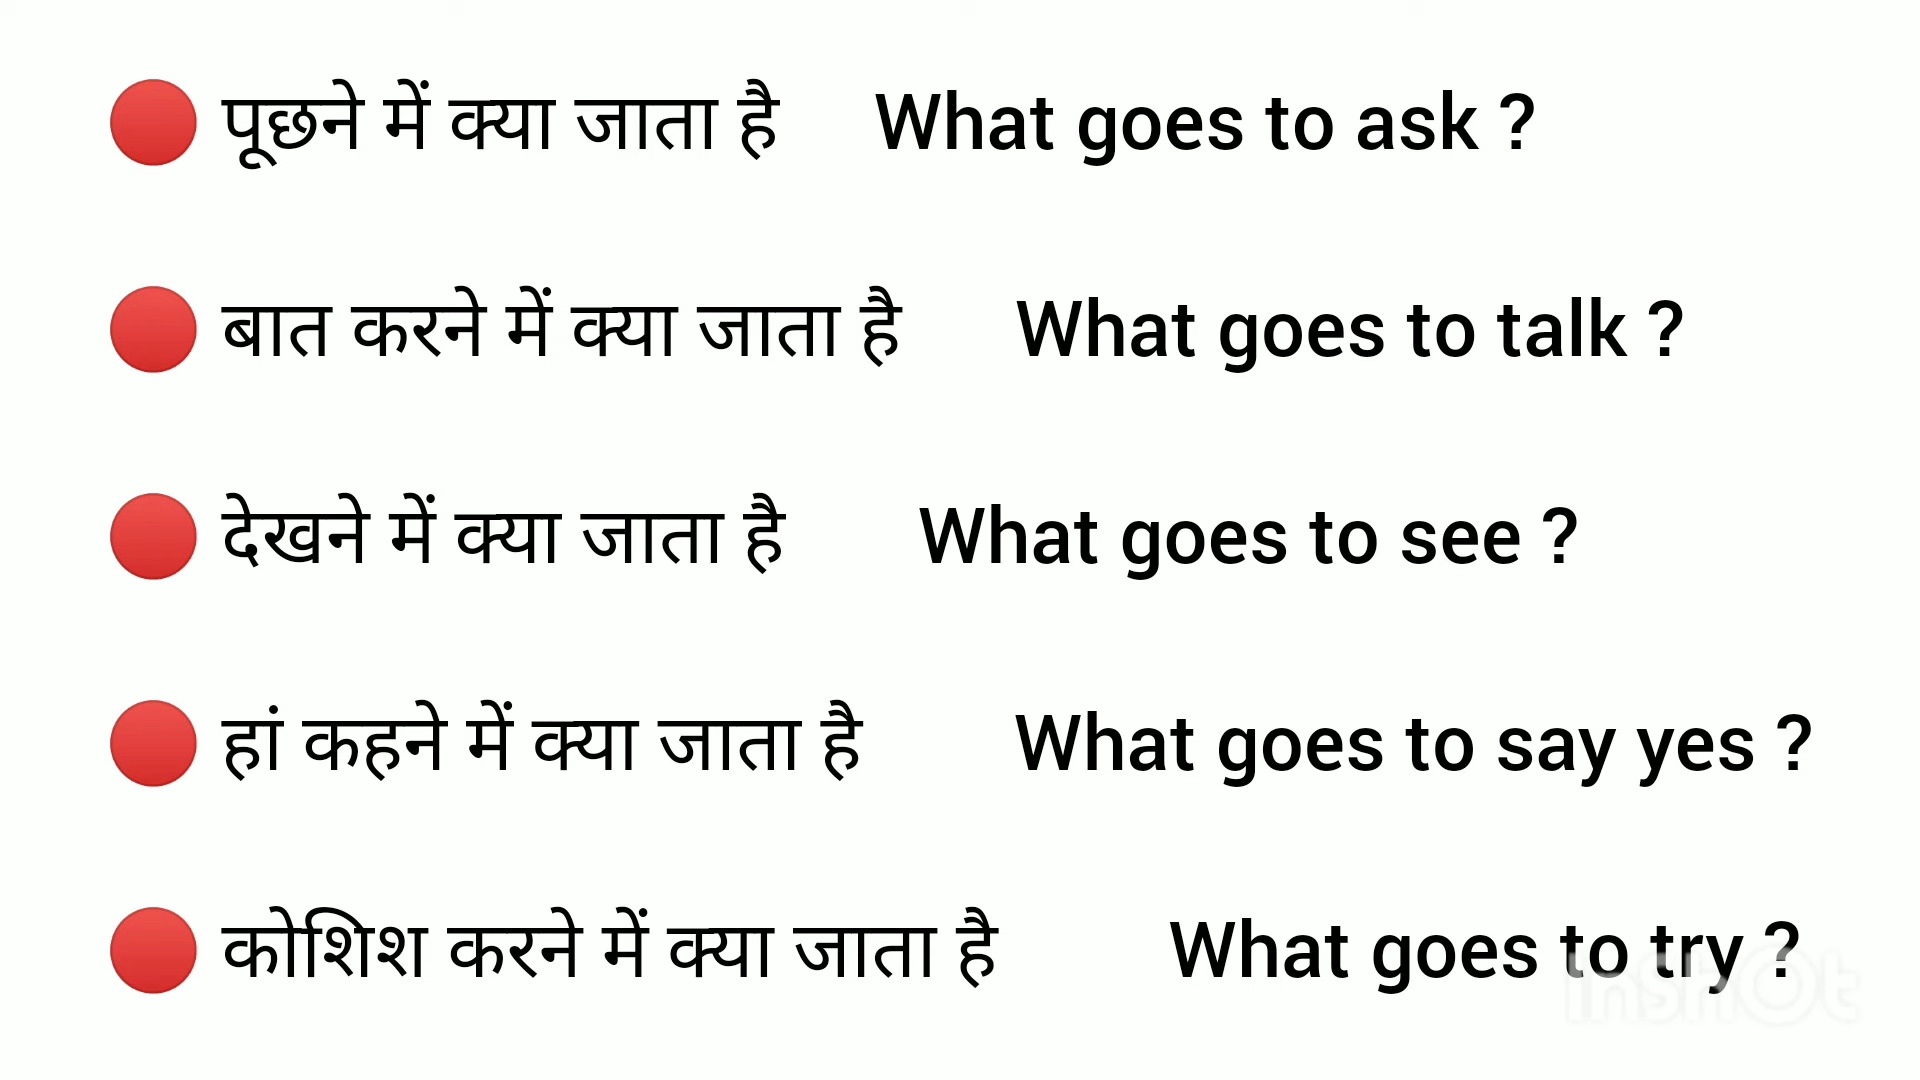 पूछने में क्या जाता है What goes to ask ?
बात करने में क्या जाता है What goes to talk ?
देखने में क्या जाता है What goes to see ?
हां कहने में क्या जाता है What goes to say yes ?
कोशिश करने में क्या जाता है What goes to try ?
InShOt